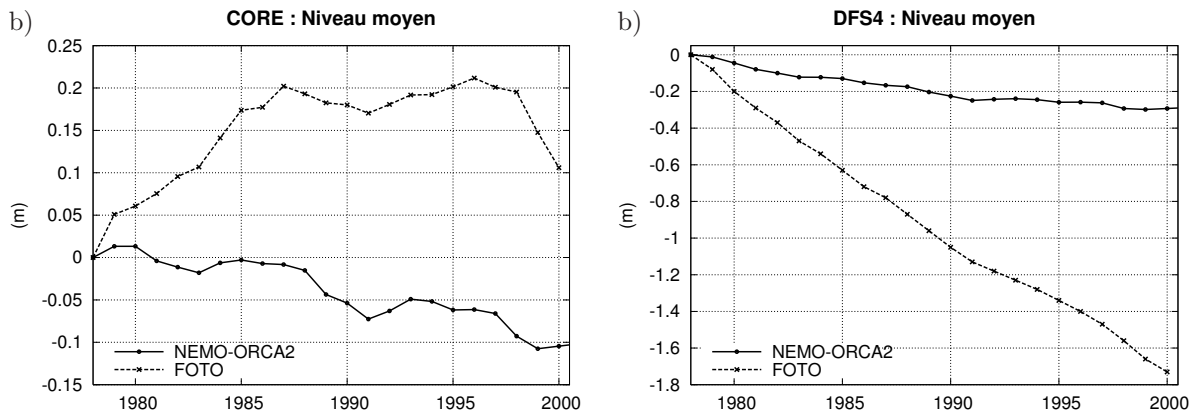 b)
CORE : Niveau moyen
0.25
0.2
0.15
0.1
0.05
0
-0.05
-0.1
-0.15
(m)
NEMO-ORCA2
FOTO
1980 1985 1990 1995 2000
b)
DFS4 : Niveau moyen
0
-0.2
-0.4
-0.6
-0.8
-1
-1.2
-1.4
-1.6
-1.8
(m)
NEMO-ORCA2
FOTO
1980 1985 1990 1995 2000